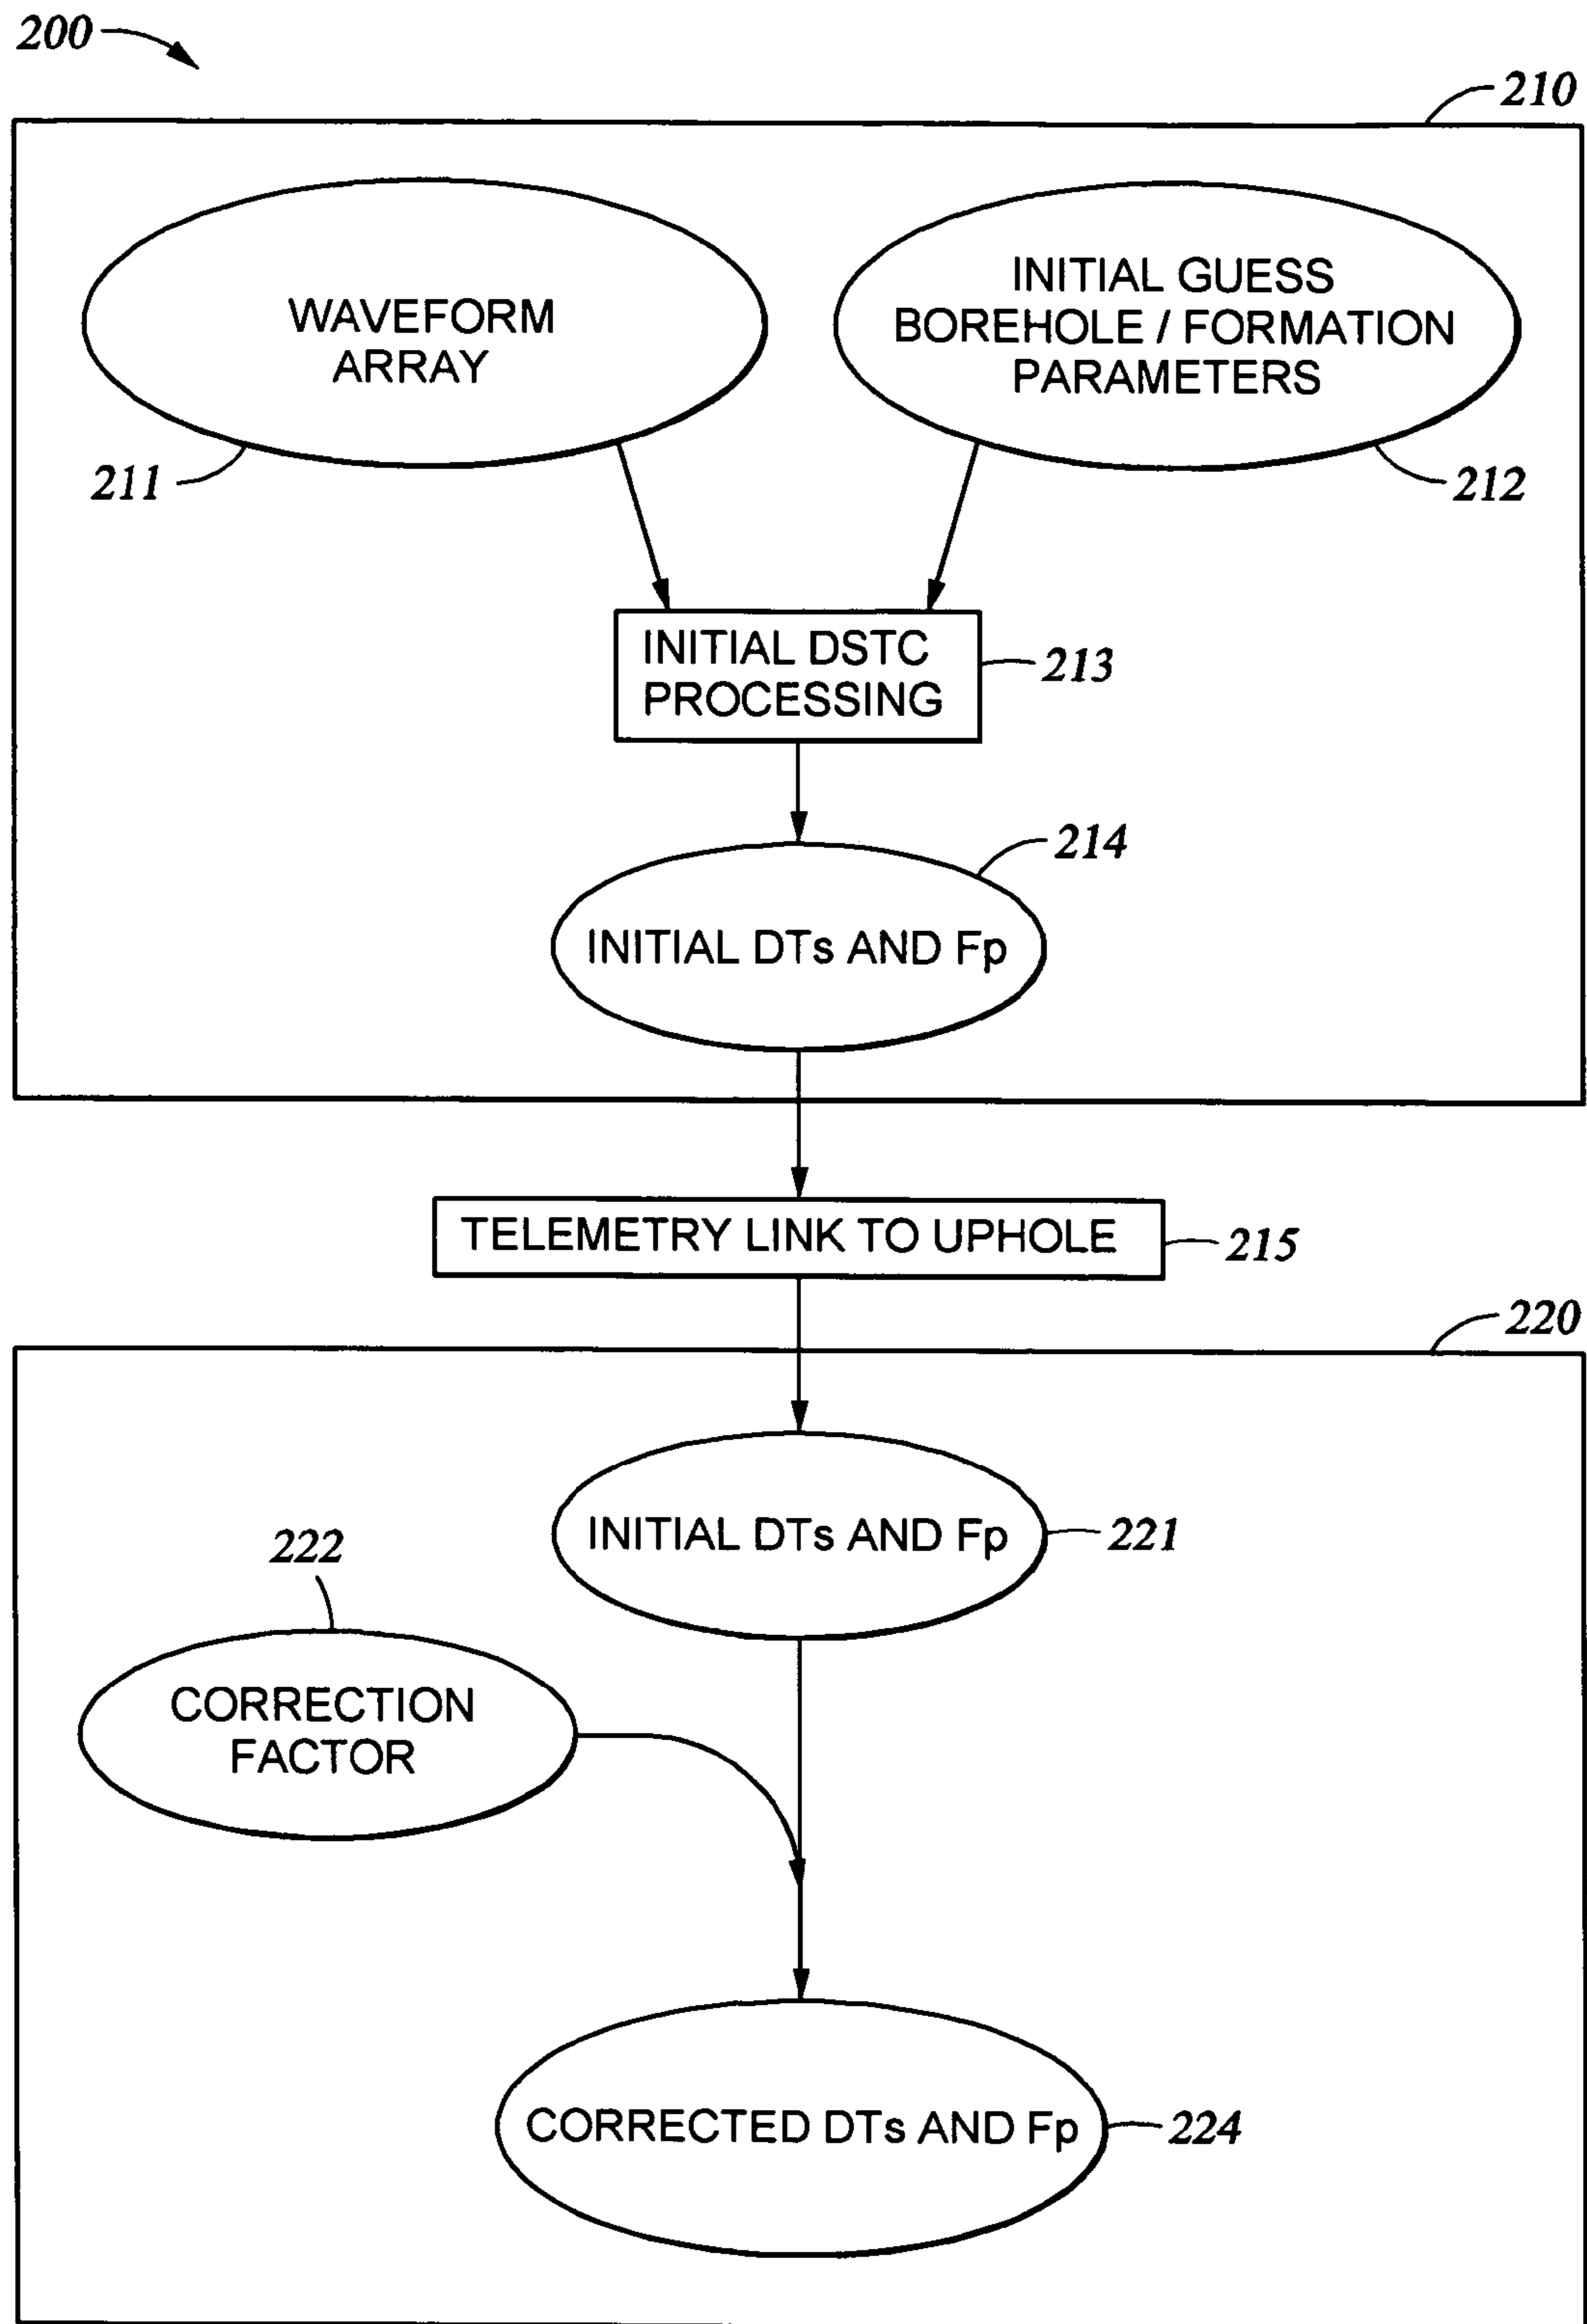 200
210
WAVEFORM
ARRAY
INITIAL GUESS
BOREHOLE / FORMATION
PARAMETERS
211
212
INITIAL DSTC
PROCESSING
213
214
INITIAL DTs AND Fp
TELEMETRY LINK TO UPHOLE
215
220
INITIAL DTs AND Fp
221
222
CORRECTION
FACTOR
CORRECTED DTs AND Fp
224